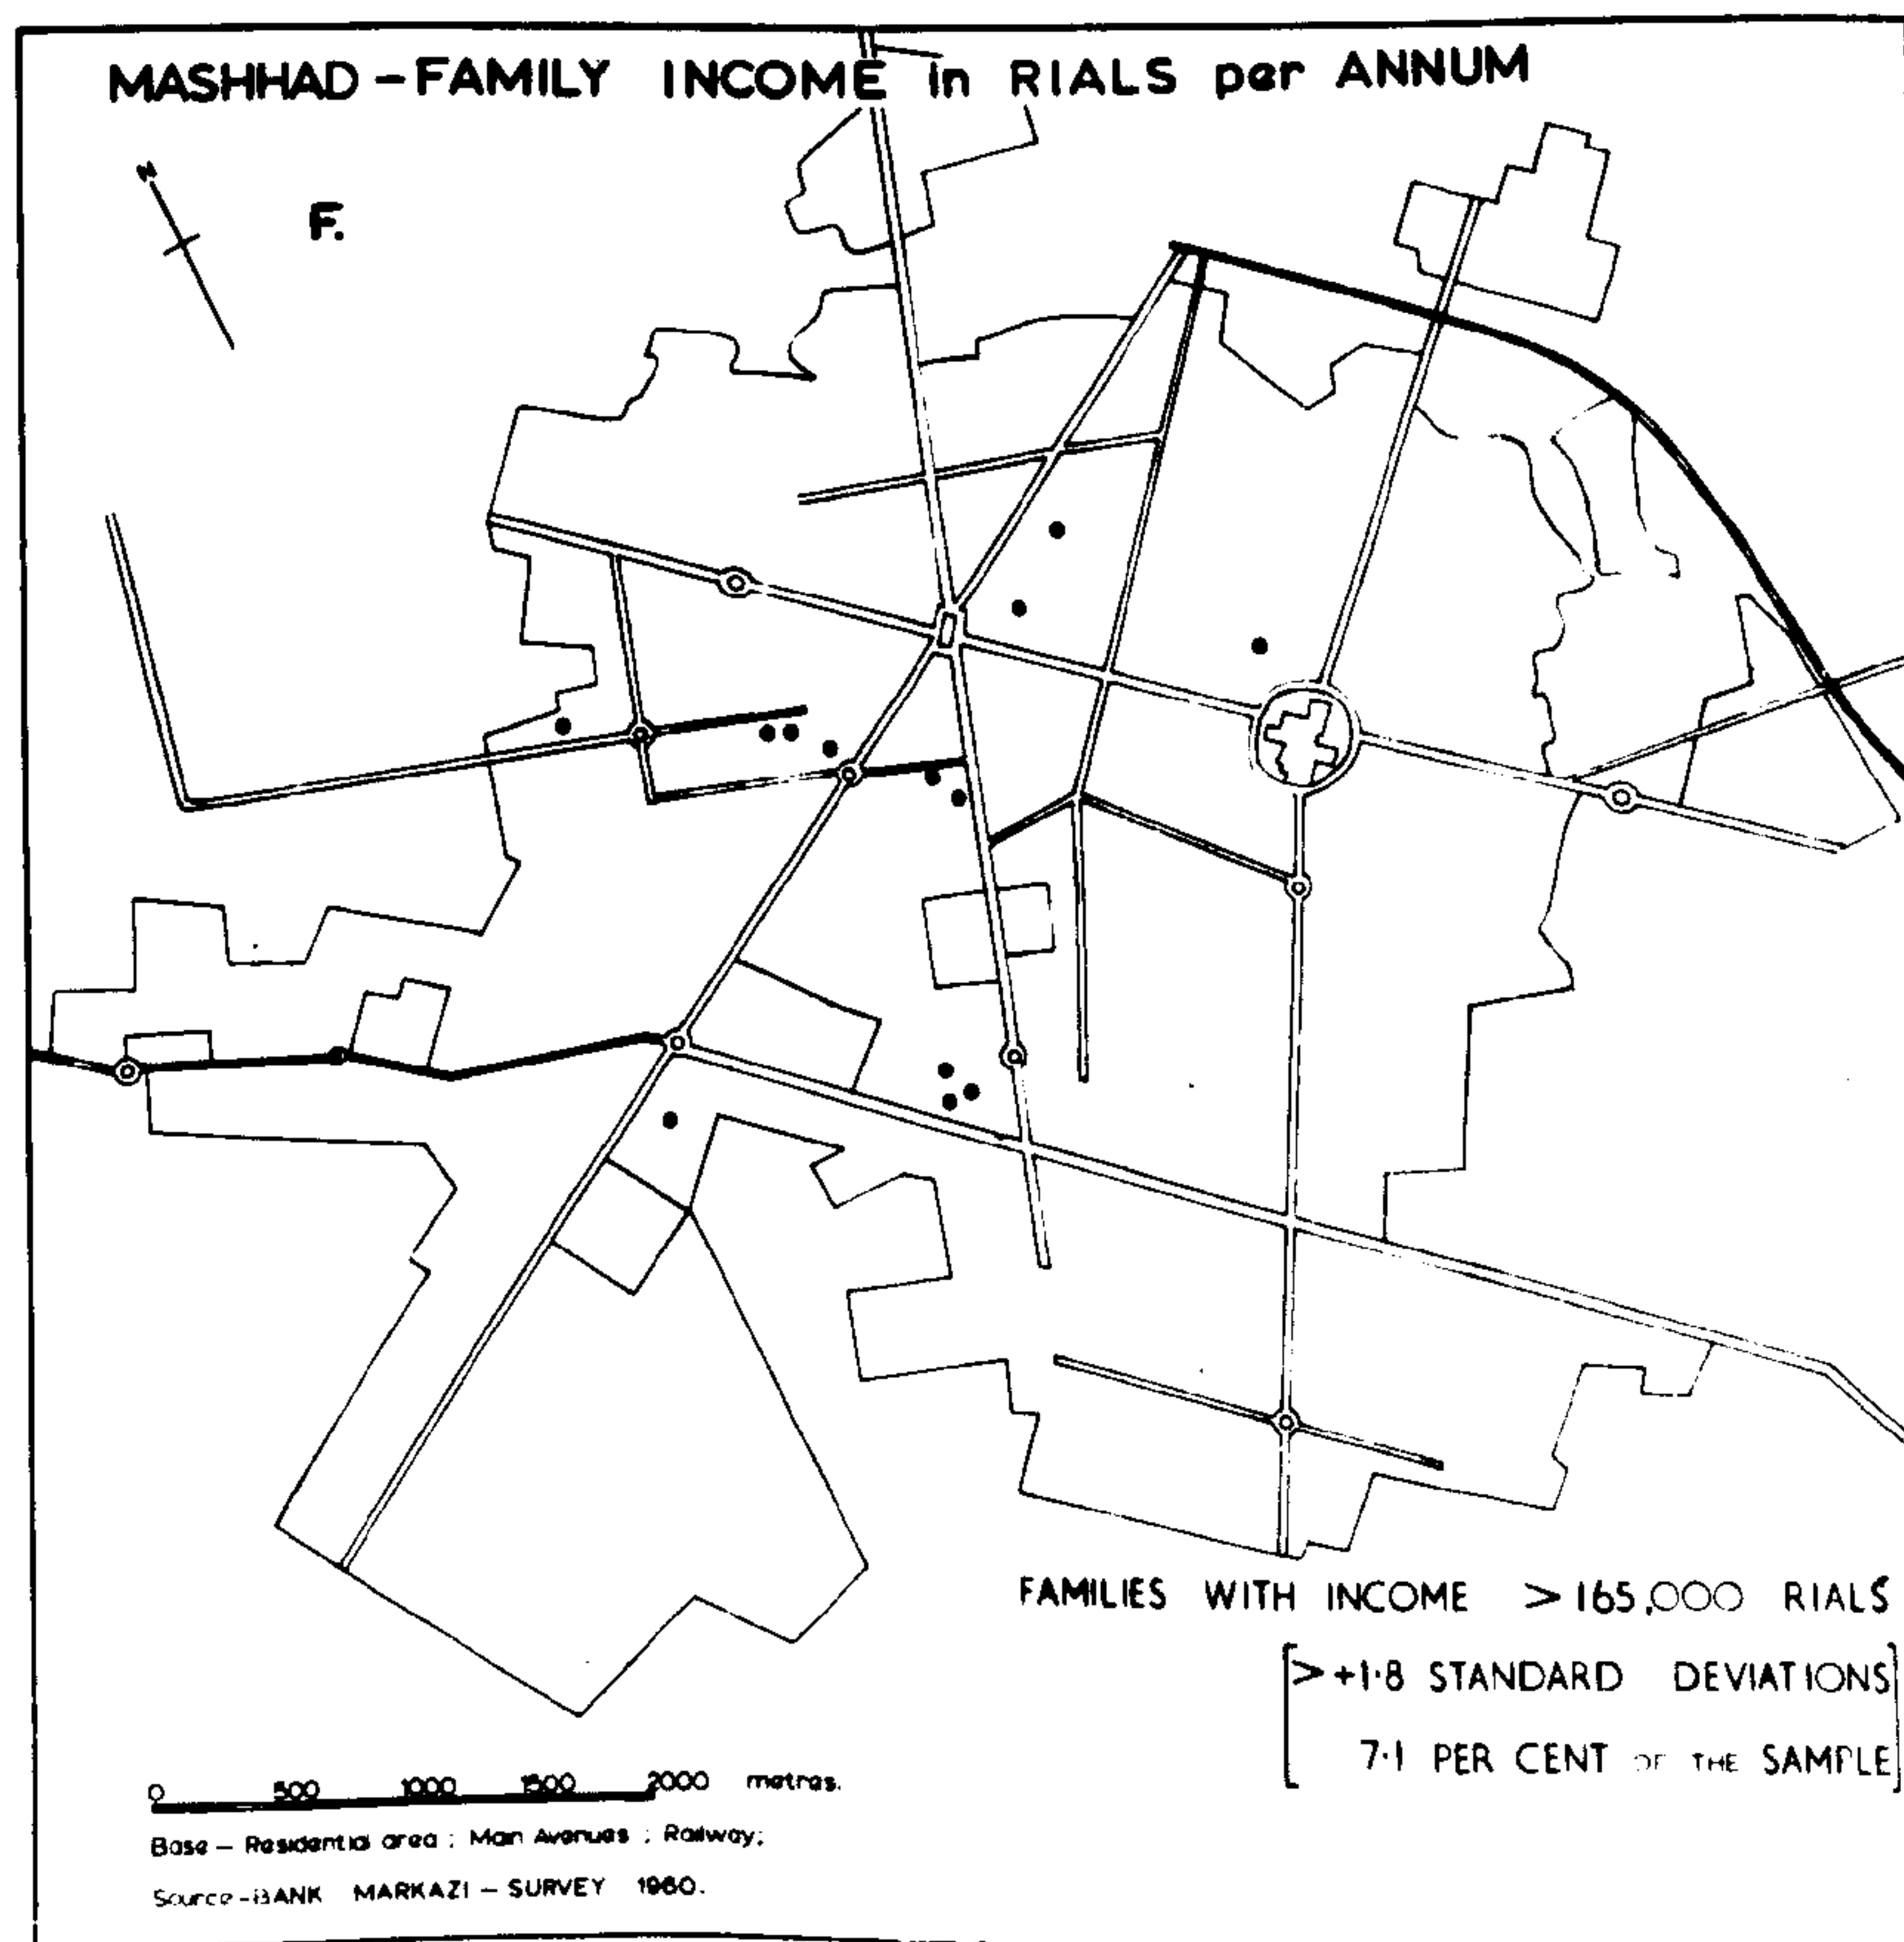 MASHHAD – FAMILY INCOME in RIALS per ANNUM
N
F.
FAMILIES WITH INCOME > 165,000 RIALS
[> +1·8 STANDARD DEVIATIONS
7·1 PER CENT OF THE SAMPLE]
0 500 1000 1500 2000 metres.
Base – Residential area ; Main Avenues ; Railway;
Source – BANK MARKAZI – SURVEY 1960.